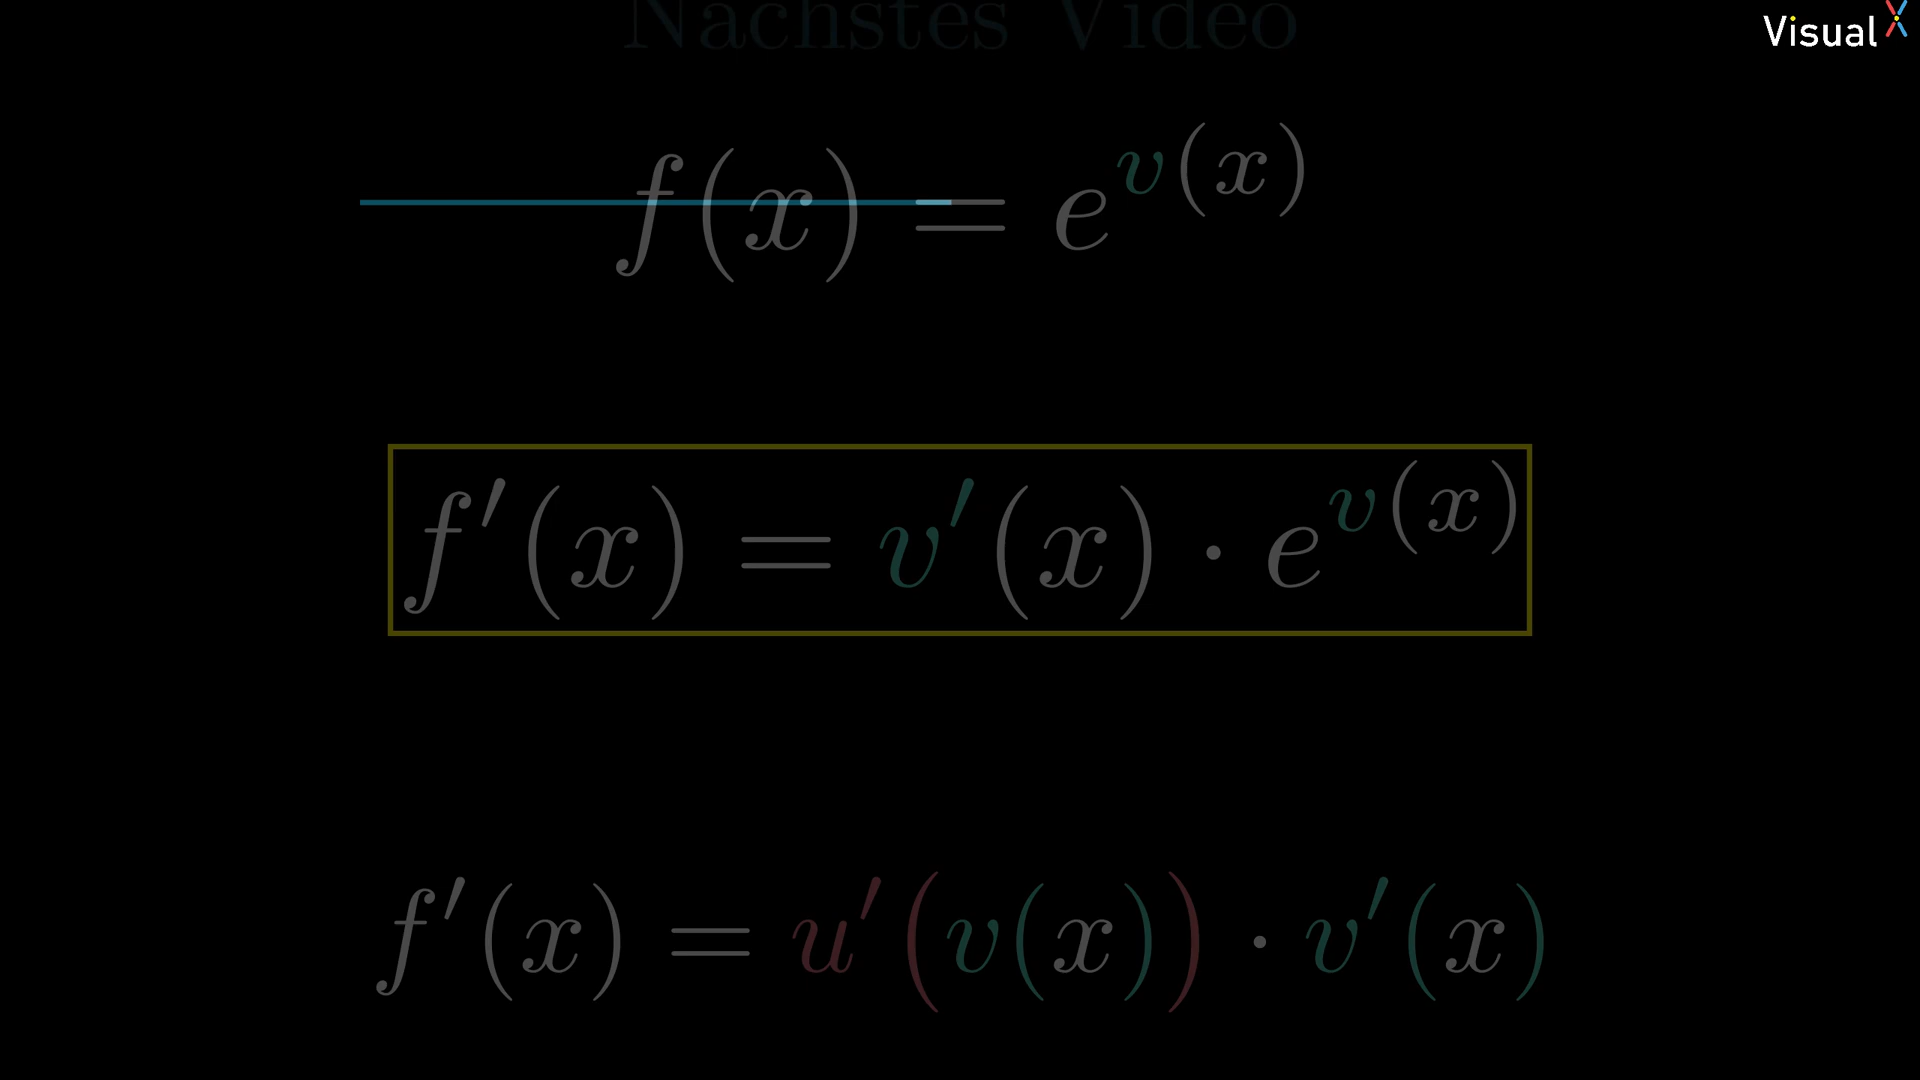 Nächstes Video
Visual X
f(x) = e^{v(x)}
f'(x) = v'(x) · e^{v(x)}
f'(x) = u'(v(x)) · v'(x)